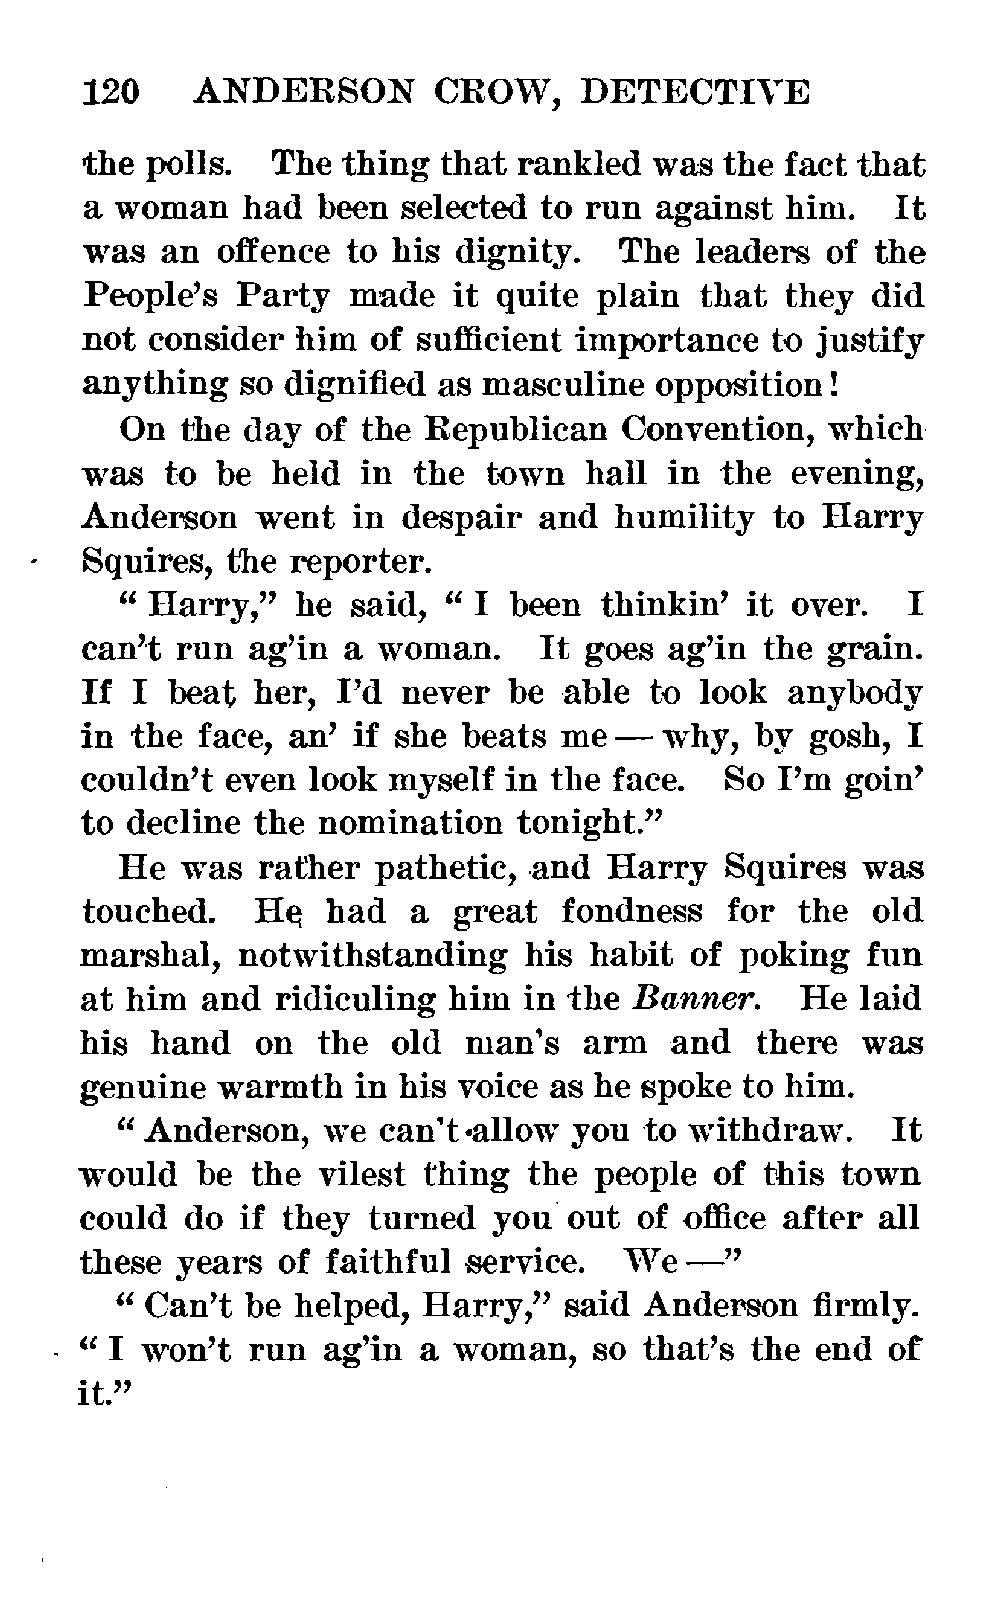 120 ANDERSON CROW, DETECTIVE
the polls. The thing that rankled was the fact that
a woman had been selected to run against him. It
was an offence to his dignity. The leaders of the
People's Party made it quite plain that they did
not consider him of sufficient importance to justify
anything so dignified as masculine opposition!
On the day of the Republican Convention, which
was to be held in the town hall in the evening,
Anderson went in despair and humility to Harry
Squires, the reporter.
“ Harry,” he said, “ I been thinkin’ it over. I
can’t run ag’in a woman. It goes ag’in the grain.
If I beat her, I’d never be able to look anybody
in the face, an’ if she beats me — why, by gosh, I
couldn’t even look myself in the face. So I’m goin’
to decline the nomination tonight.”
He was rather pathetic, and Harry Squires was
touched. He had a great fondness for the old
marshal, notwithstanding his habit of poking fun
at him and ridiculing him in the Banner. He laid
his hand on the old man’s arm and there was
genuine warmth in his voice as he spoke to him.
“ Anderson, we can’t allow you to withdraw. It
would be the vilest thing the people of this town
could do if they turned you out of office after all
these years of faithful service. We —”
“ Can’t be helped, Harry,” said Anderson firmly.
“ I won’t run ag’in a woman, so that’s the end of
it.”